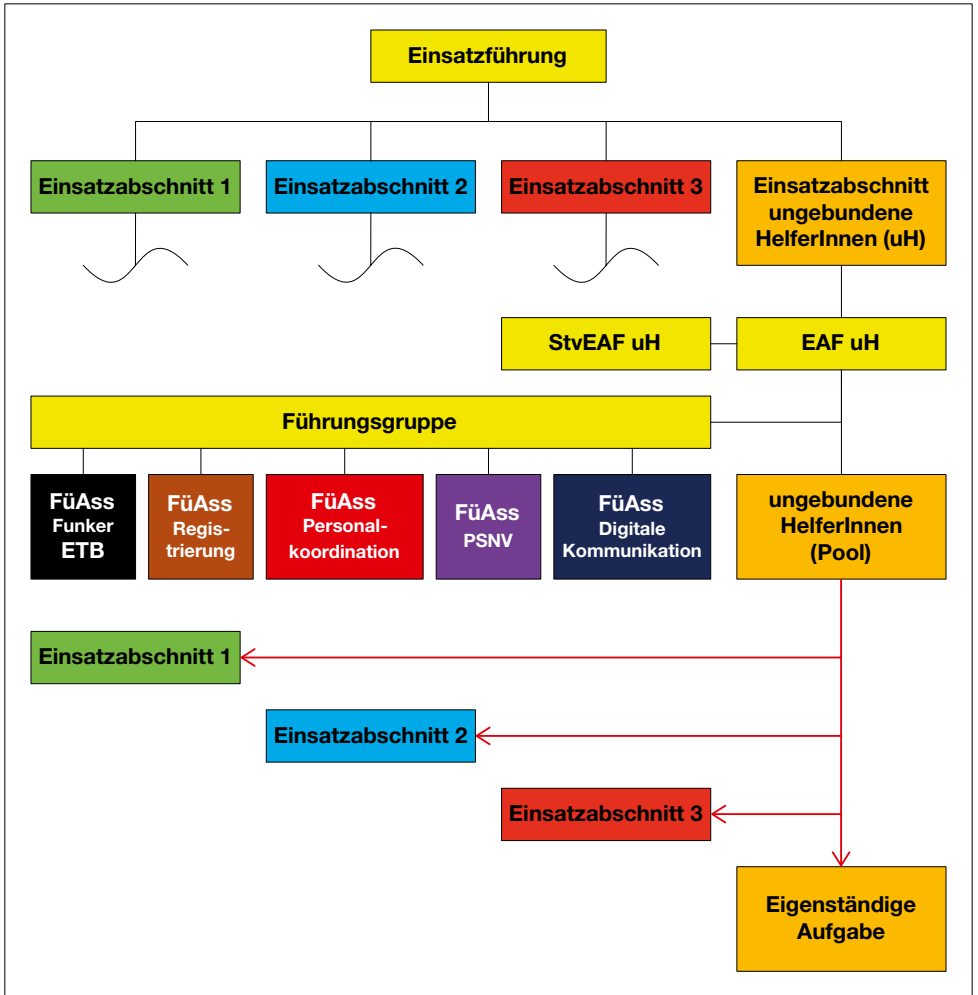 Einsatzführung
Einsatzabschnitt 1
Einsatzabschnitt 2
Einsatzabschnitt 3
Einsatzabschnitt
ungebundene
HelferInnen (uH)
StvEAF uH
EAF uH
Führungsgruppe
FüAss
Funker
ETB
FüAss
Regis-
trierung
FüAss
Personal-
koordination
FüAss
PSNV
FüAss
Digitale
Kommunikation
ungebundene
HelferInnen
(Pool)
Einsatzabschnitt 1
Einsatzabschnitt 2
Einsatzabschnitt 3
Eigenständige
Aufgabe